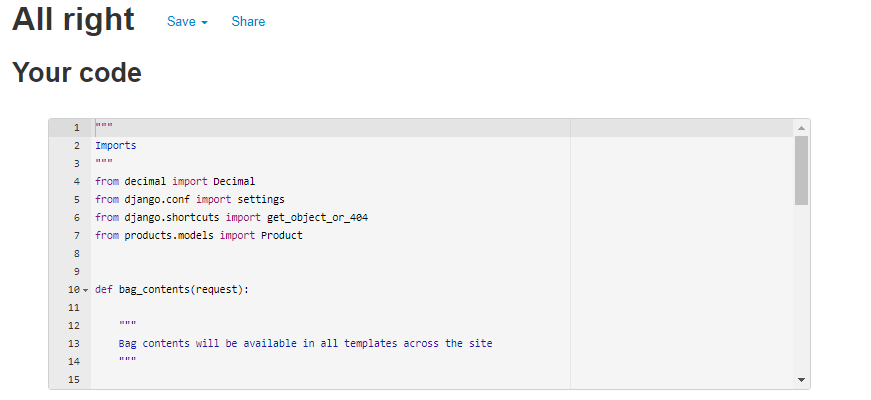 All right Save Share
Your code
1 """
2 Imports
3 """
4 from decimal import Decimal
5 from django.conf import settings
6 from django.shortcuts import get_object_or_404
7 from products.models import Product
8
9
10 def bag_contents(request):
11
12 """
13 Bag contents will be available in all templates across the site
14 """
15